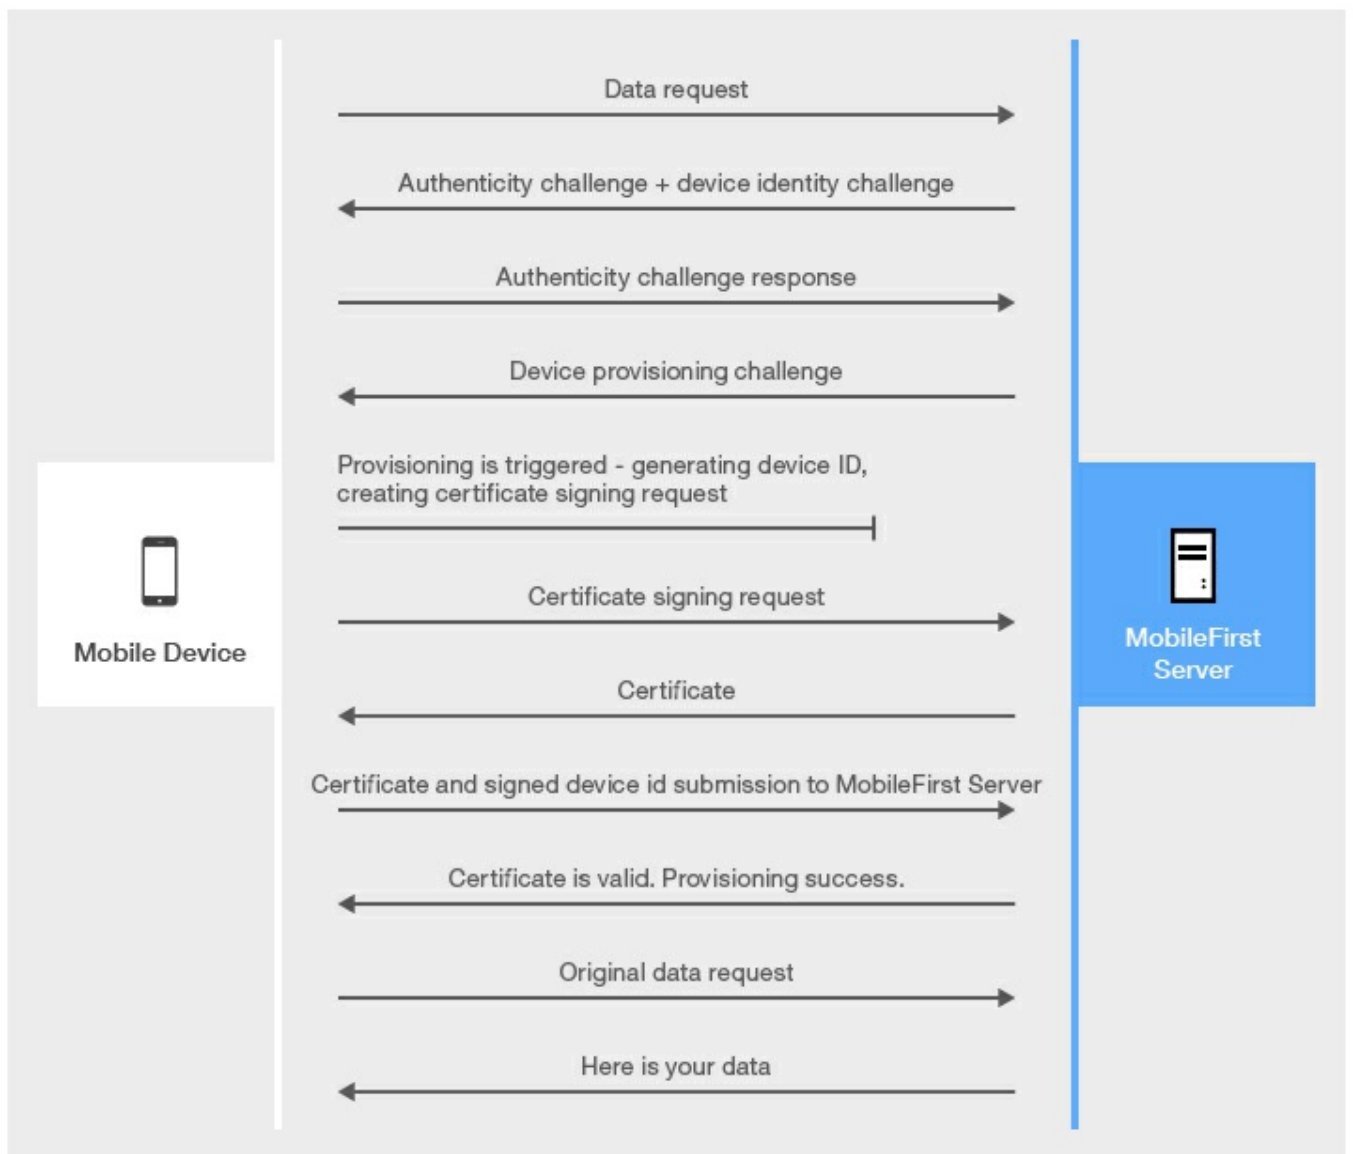 Data request
Authenticity challenge + device identity challenge
Authenticity challenge response
Device provisioning challenge
Provisioning is triggered - generating device ID,
creating certificate signing request
Certificate signing request
Mobile Device
MobileFirst
Server
Certificate
Certificate and signed device id submission to MobileFirst Server
Certificate is valid. Provisioning success.
Original data request
Here is your data